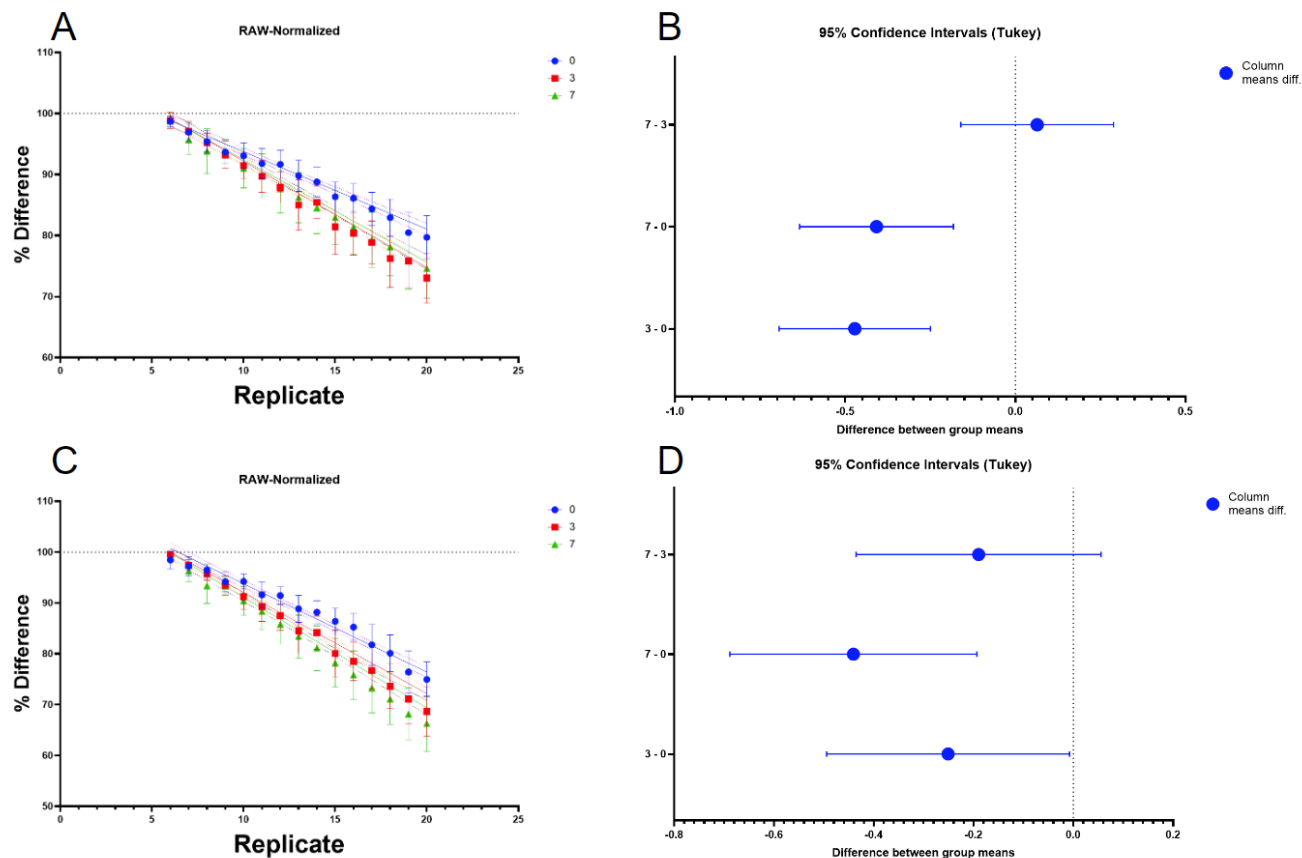 A
RAW-Normalized
110
100
90
80
70
60
0
5
10
15
20
25
% Difference
Replicate
0
3
7
B
95% Confidence Intervals (Tukey)
Column
means diff.
7 - 3
7 - 0
3 - 0
-1.0
-0.5
0.0
0.5
Difference between group means
C
RAW-Normalized
110
100
90
80
70
60
50
0
5
10
15
20
25
% Difference
Replicate
0
3
7
D
95% Confidence Intervals (Tukey)
Column
means diff.
7 - 3
7 - 0
3 - 0
-0.8
-0.6
-0.4
-0.2
0.0
0.2
Difference between group means